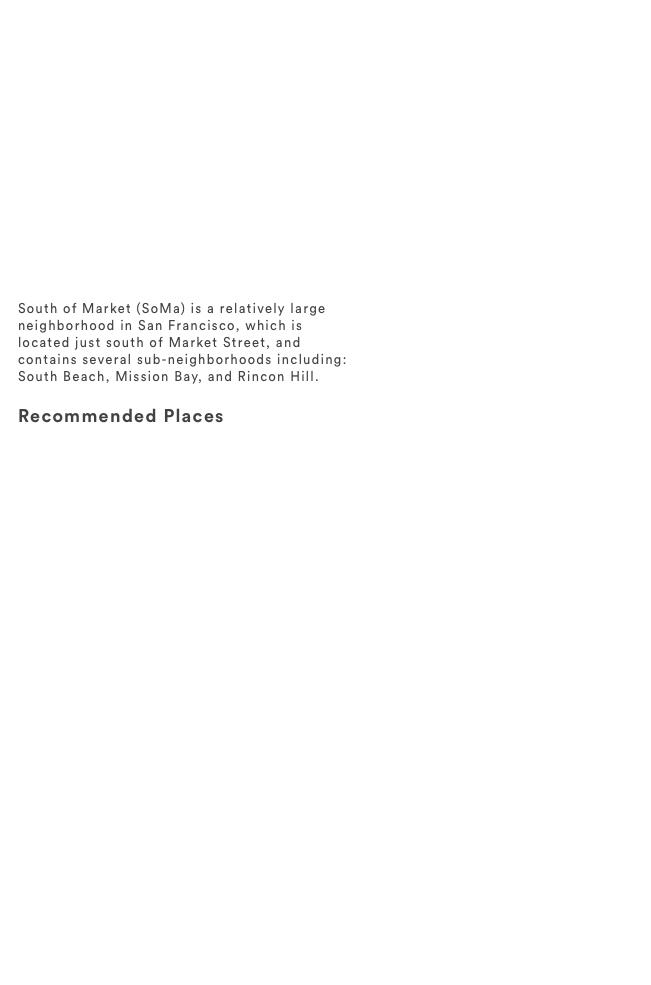 South of Market (SoMa) is a relatively large
neighborhood in San Francisco, which is
located just south of Market Street, and
contains several sub-neighborhoods including:
South Beach, Mission Bay, and Rincon Hill.
Recommended Places